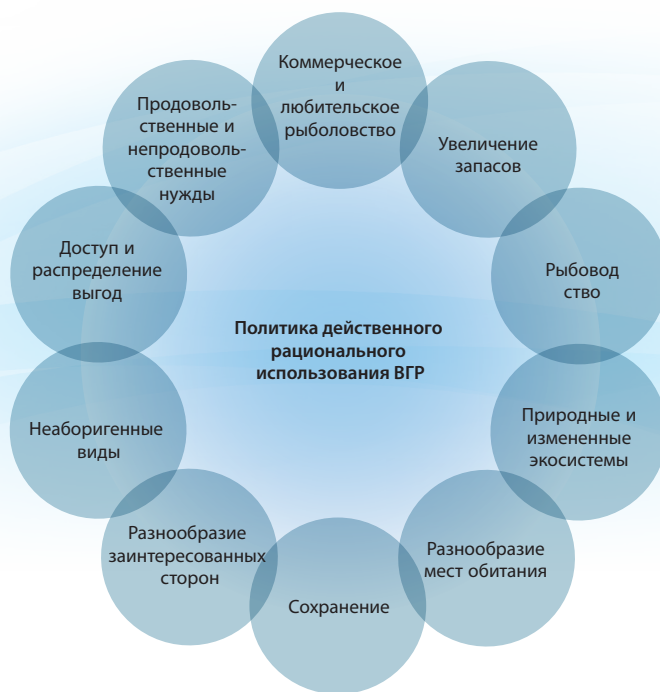 Коммерческое
и
любительское
рыболовство
Увеличение
запасов
Рыбовод
ство
Природные и
измененные
экосистемы
Разнообразие
мест обитания
Сохранение
Разнообразие
заинтересованных
сторон
Неаборигенные
виды
Доступ и
распределение
выгод
Продоволь-
ственные и
непродоволь-
ственные
нужды
Политика действенного
рационального
использования ВГР